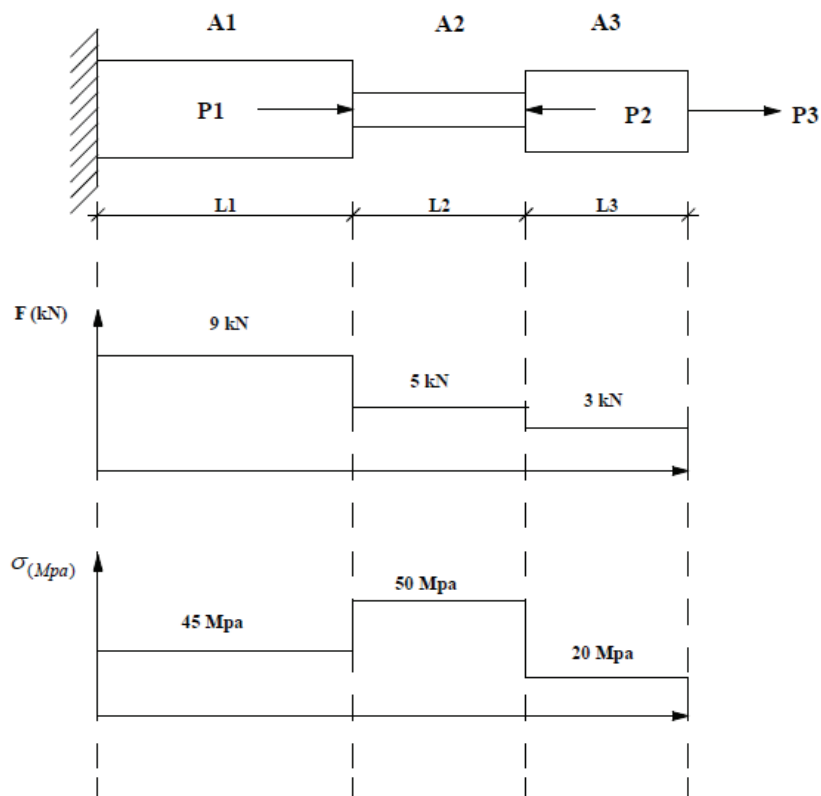 A1 A2 A3
P1 P2 P3
L1 L2 L3
F (kN)
9 kN
5 kN
3 kN
σ(Mpa)
50 Mpa
45 Mpa
20 Mpa